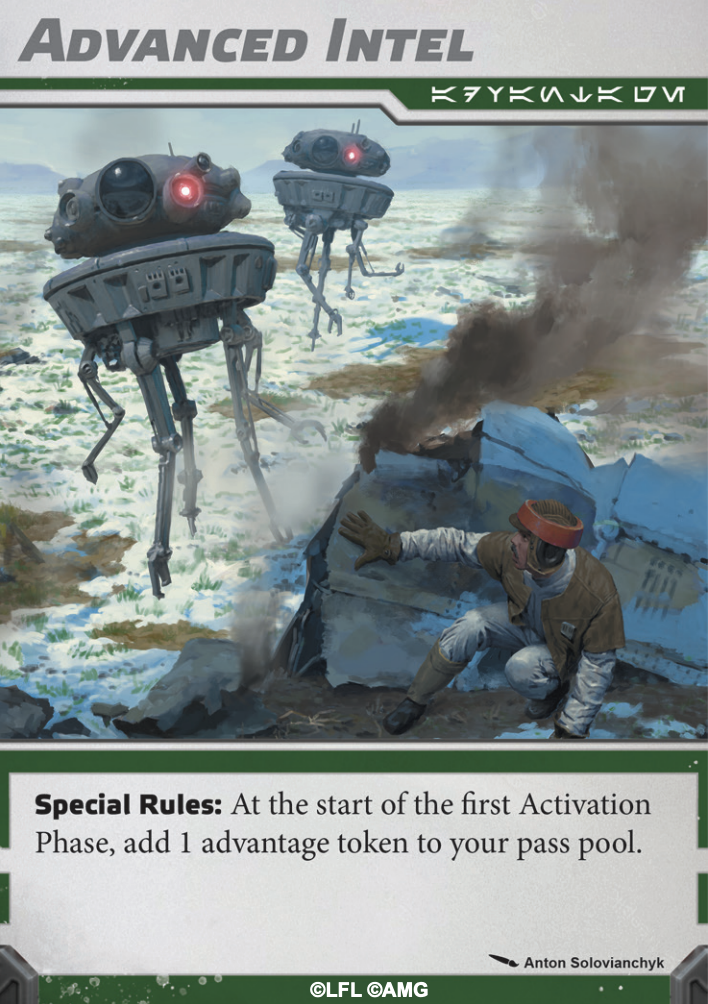 ADVANCED INTEL
Special Rules: At the start of the first Activation
Phase, add 1 advantage token to your pass pool.
Anton Solovianchyk
©LFL ©AMG